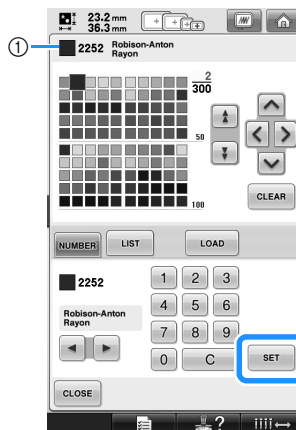 23.2 mm
36.3 mm
1 2252 Robison-Anton
Rayon
2
300
50
100
CLEAR
NUMBER LIST LOAD
2252
Robison-Anton
Rayon
1 2 3
4 5 6
7 8 9
0 C SET
CLOSE
?